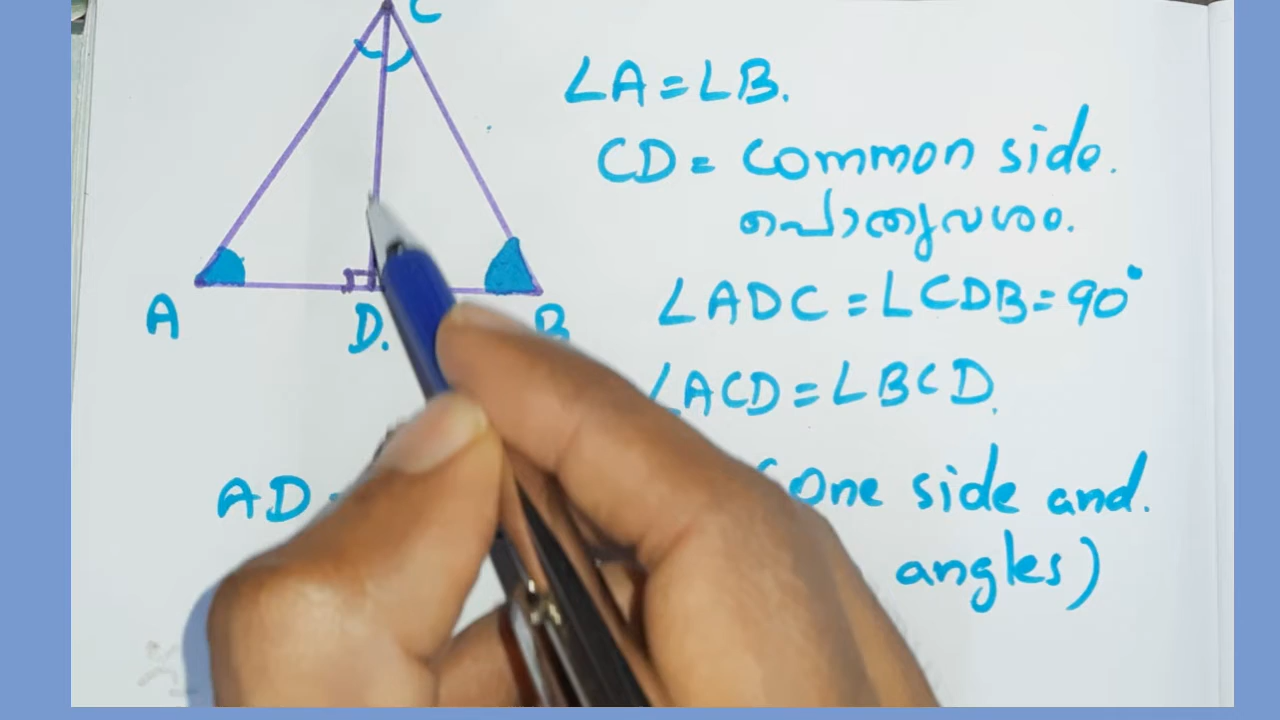 C
∠A = ∠B.
CD = Common side.
പൊതുവശം.
∠ADC = ∠CDB = 90°
A
D.
B
∠ACD = ∠BCD.
AD
(One side and.
angles)